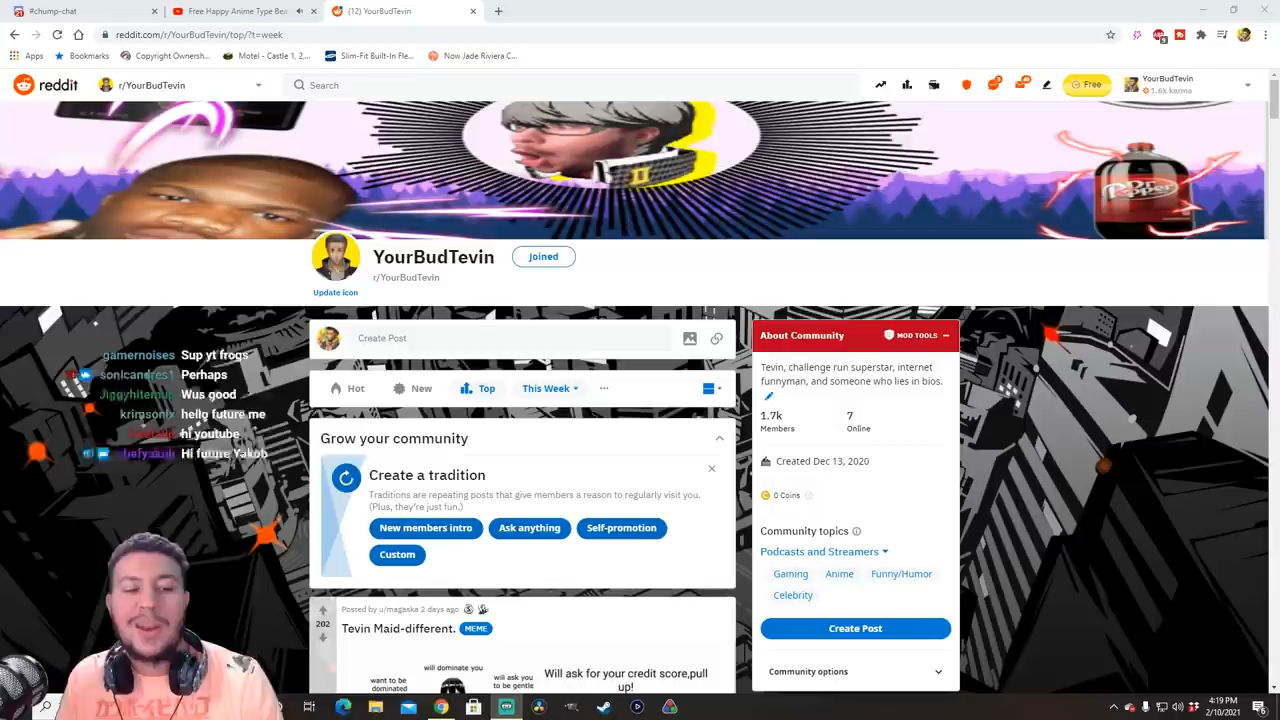 #chump-chat
Free Happy Anime Type Bea
(12) YourBudTevin
reddit.com/r/YourBudTevin/top/?t=week
Apps
Bookmarks
Copyright Ownersh...
Motel - Castle 1, 2,...
Slim-Fit Built-In Fle...
Now Jade Riviera C...
reddit
r/YourBudTevin
Search
Free
YourBudTevin
1.6k karma
Dr Pepper
YourBudTevin
Joined
r/YourBudTevin
Update icon
Create Post
Hot
New
Top
This Week
Grow your community
Create a tradition
Traditions are repeating posts that give members a reason to regularly visit you.
(Plus, they're just fun.)
New members intro
Ask anything
Self-promotion
Custom
Posted by u/magaska 2 days ago
202
Tevin Maid-different.
MEME
will dominate you
want to be
dominated
will ask you
to be gentle
Will ask for your credit score,pull
up!
About Community
MOD TOOLS
Tevin, challenge run superstar, internet
funnyman, and someone who lies in bios.
1.7k
Members
7
Online
Created Dec 13, 2020
0 Coins
Community topics
Podcasts and Streamers
Gaming
Anime
Funny/Humor
Celebrity
Create Post
Community options
gamernoises Sup yt frogs
sonicandres1 Perhaps
Jiggyhitemup Wus good
krimsonix hello future me
hi youtube
Hi future Yakob
4:19 PM
2/10/2021